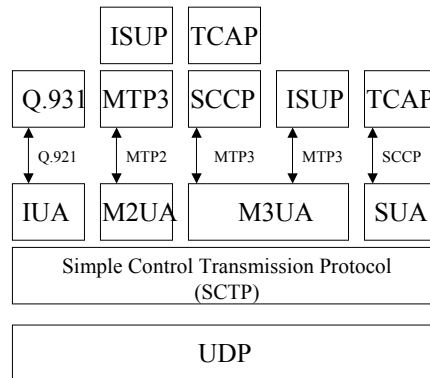 ISUP TCAP
Q.931 MTP3 SCCP ISUP TCAP
Q.921 MTP2 MTP3 MTP3 SCCP
IUA M2UA M3UA SUA
Simple Control Transmission Protocol
(SCTP)
UDP